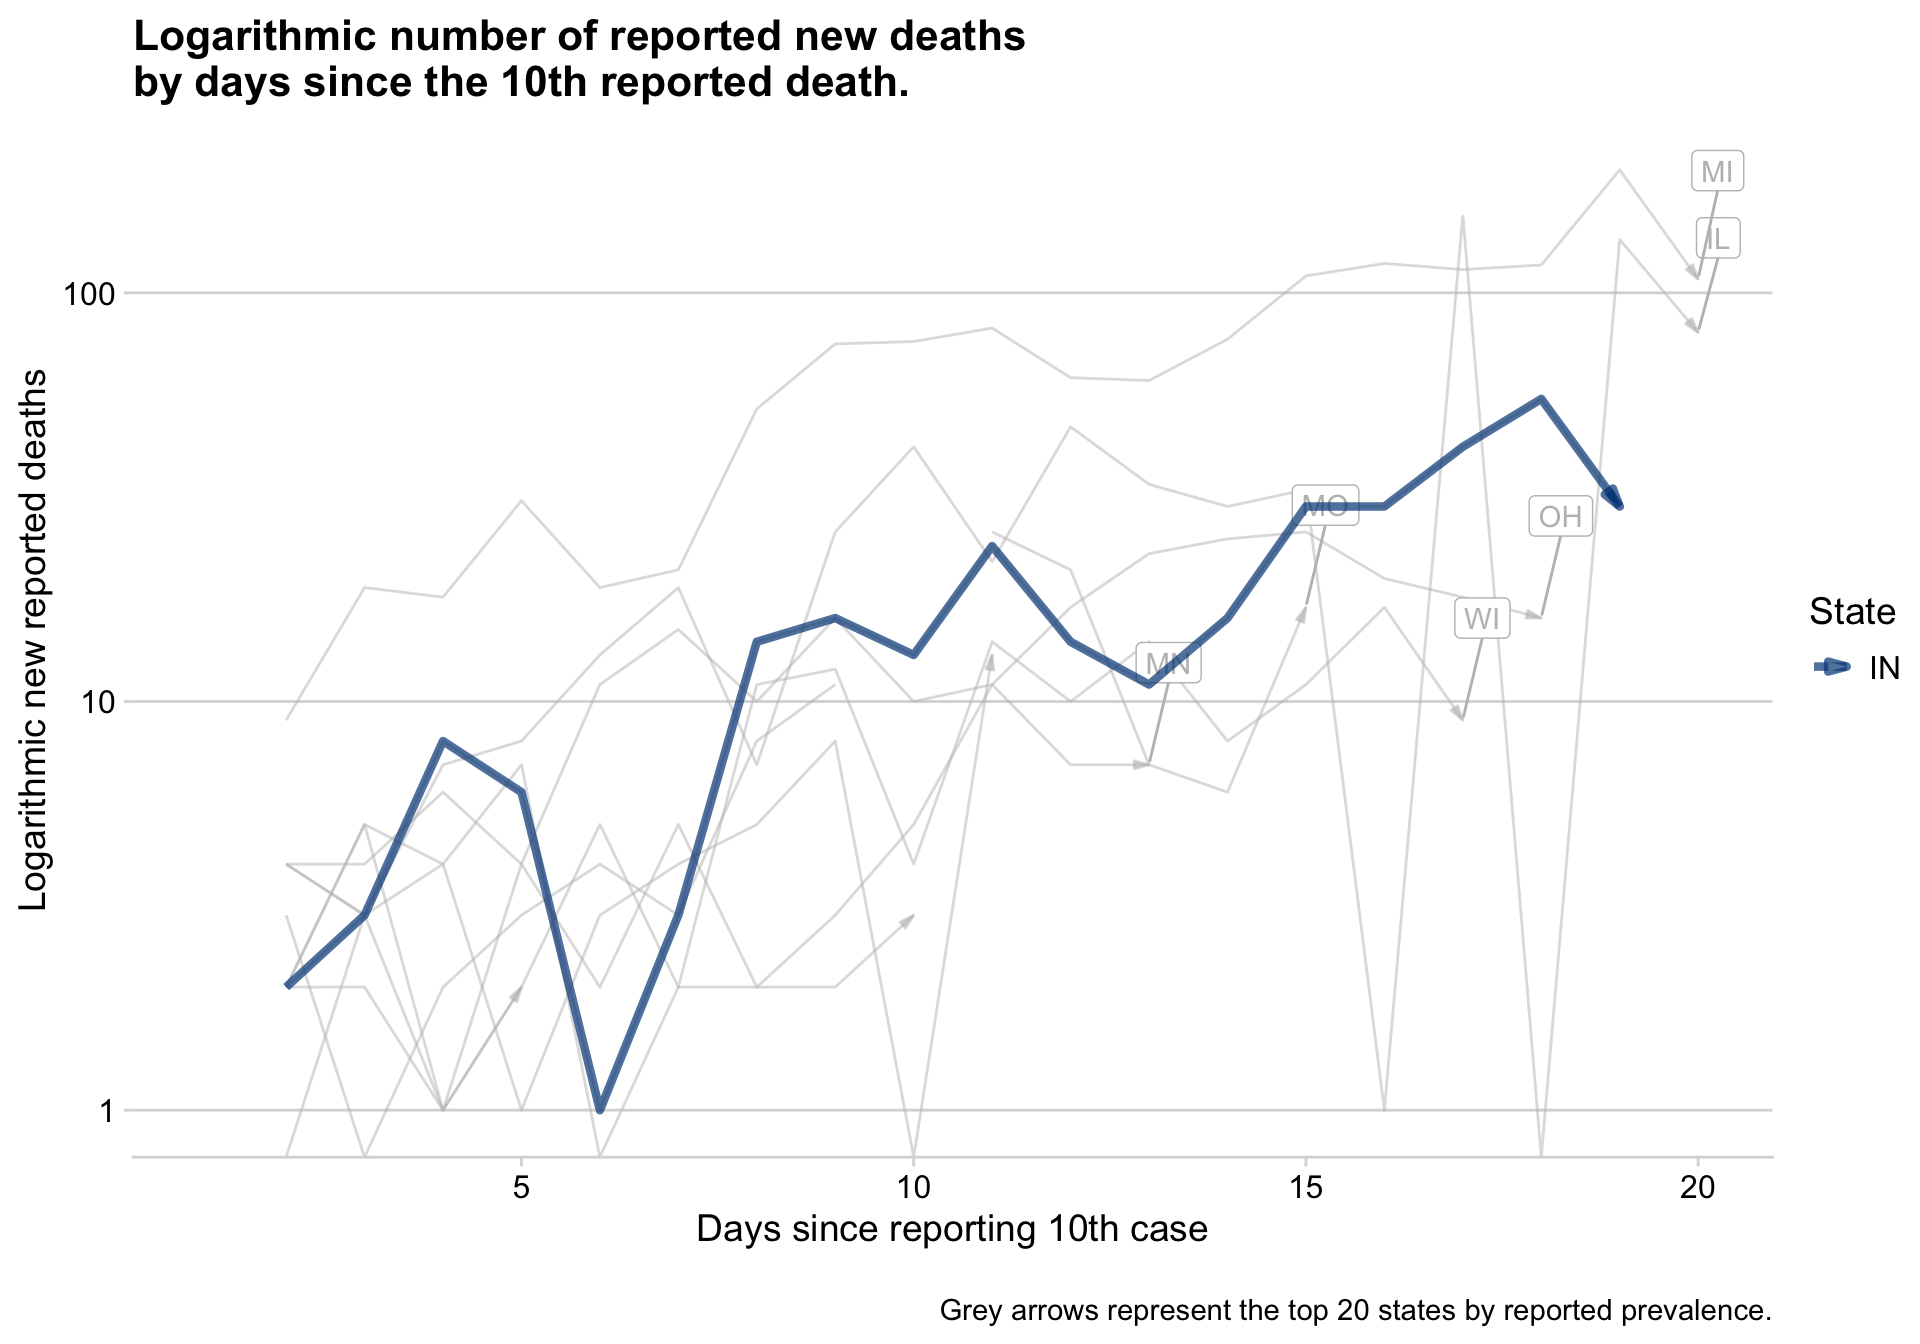 Logarithmic number of reported new deaths
by days since the 10th reported death.
MI
IL
100
MO
OH
WI
MN
10
1
Logarithmic new reported deaths
State
IN
5
10
15
20
Days since reporting 10th case
Grey arrows represent the top 20 states by reported prevalence.